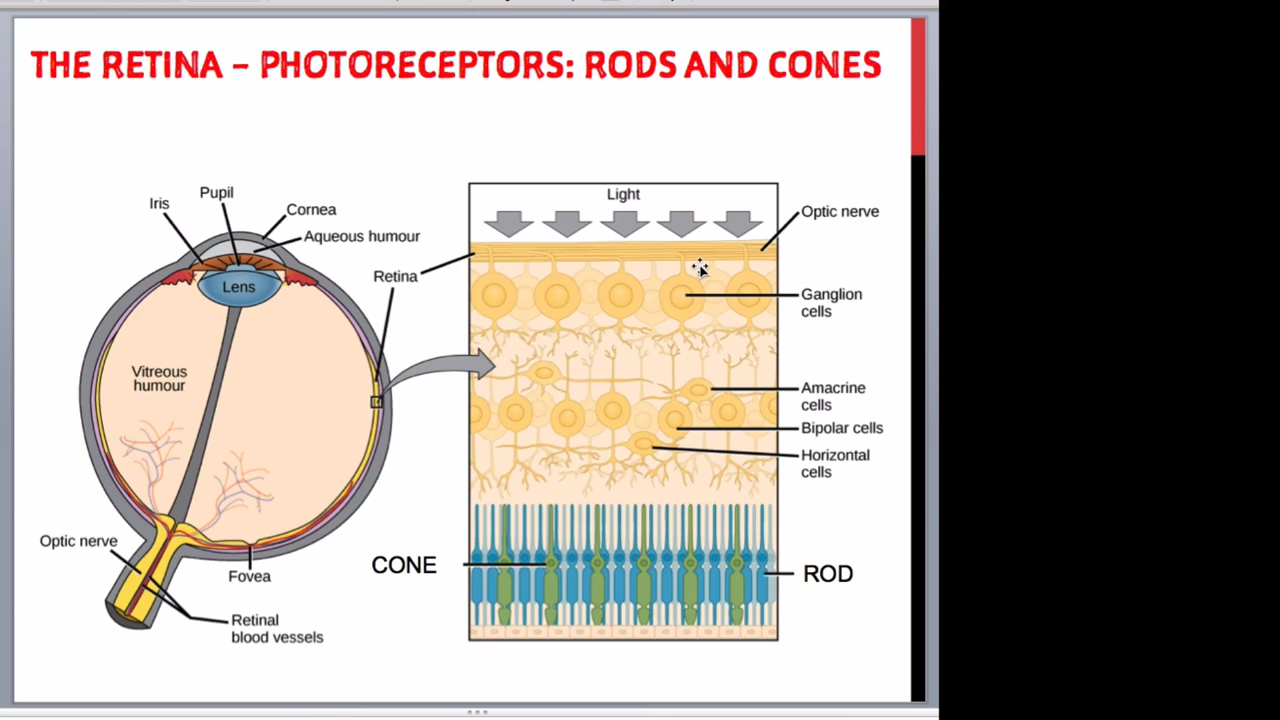 THE RETINA – PHOTORECEPTORS: RODS AND CONES
Iris
Pupil
Cornea
Aqueous humour
Retina
Lens
Vitreous
humour
Optic nerve
Fovea
Retinal
blood vessels
Light
Optic nerve
Ganglion
cells
Amacrine
cells
Bipolar cells
Horizontal
cells
CONE
ROD